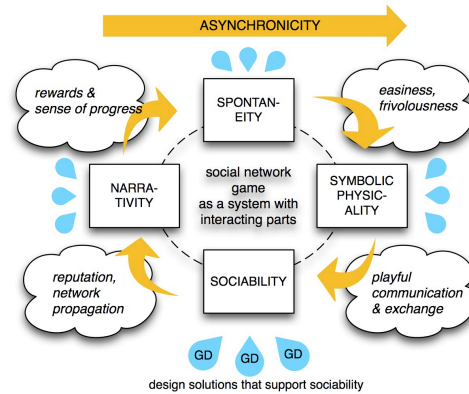 ASYNCHRONICITY
rewards &
sense of progress
SPONTAN-
EITY
easiness,
frivolousness
NARRA-
TIVITY
social network
game
as a system with
interacting parts
SYMBOLIC
PHYSIC-
ALITY
reputation,
network
propagation
SOCIABILITY
playful
communication
& exchange
GD
GD
GD
design solutions that support sociability